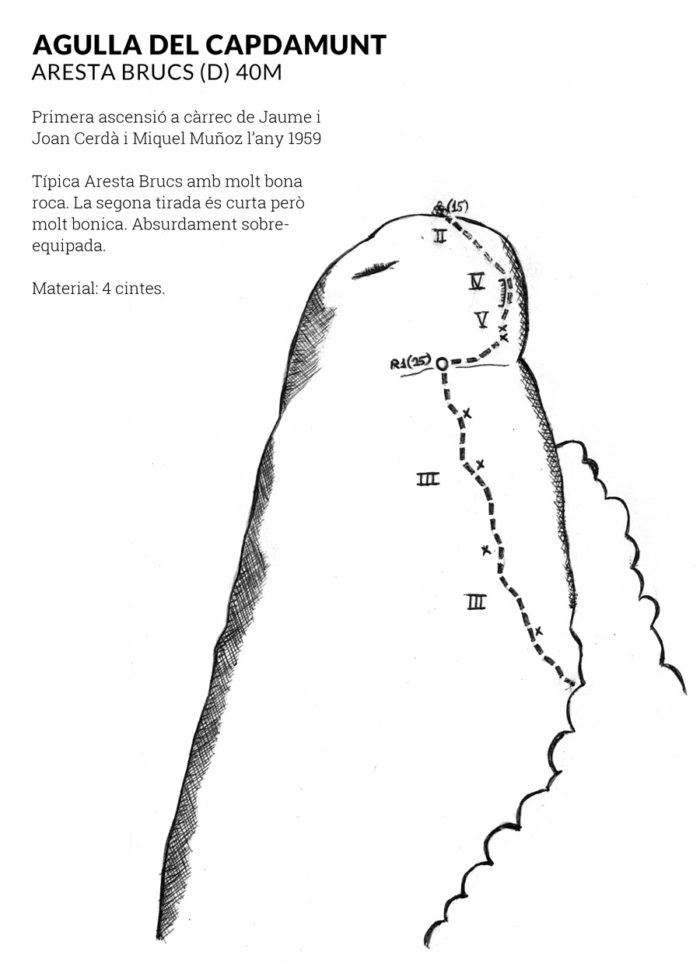 AGULLA DEL CAPDAMUNT
ARESTA BRUCS (D) 40M
Primera ascensió a càrrec de Jaume i
Joan Cerdà i Miquel Muñoz l'any 1959
Típica Aresta Brucs amb molt bona
roca. La segona tirada és curta però
molt bonica. Absurdament sobre-
equipada.
Material: 4 cintes.
(15)
II
IV
V
R1(25)
III
III